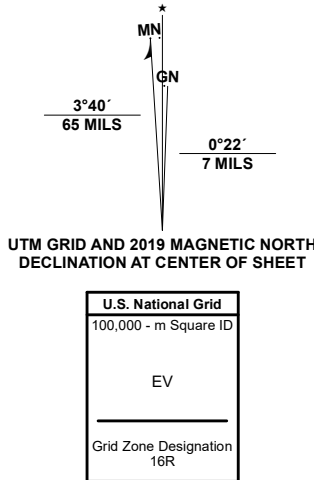 ★
MN
GN
3°40´
65 MILS
0°22´
7 MILS
UTM GRID AND 2019 MAGNETIC NORTH
DECLINATION AT CENTER OF SHEET
U.S. National Grid
100,000 - m Square ID
EV
Grid Zone Designation
16R